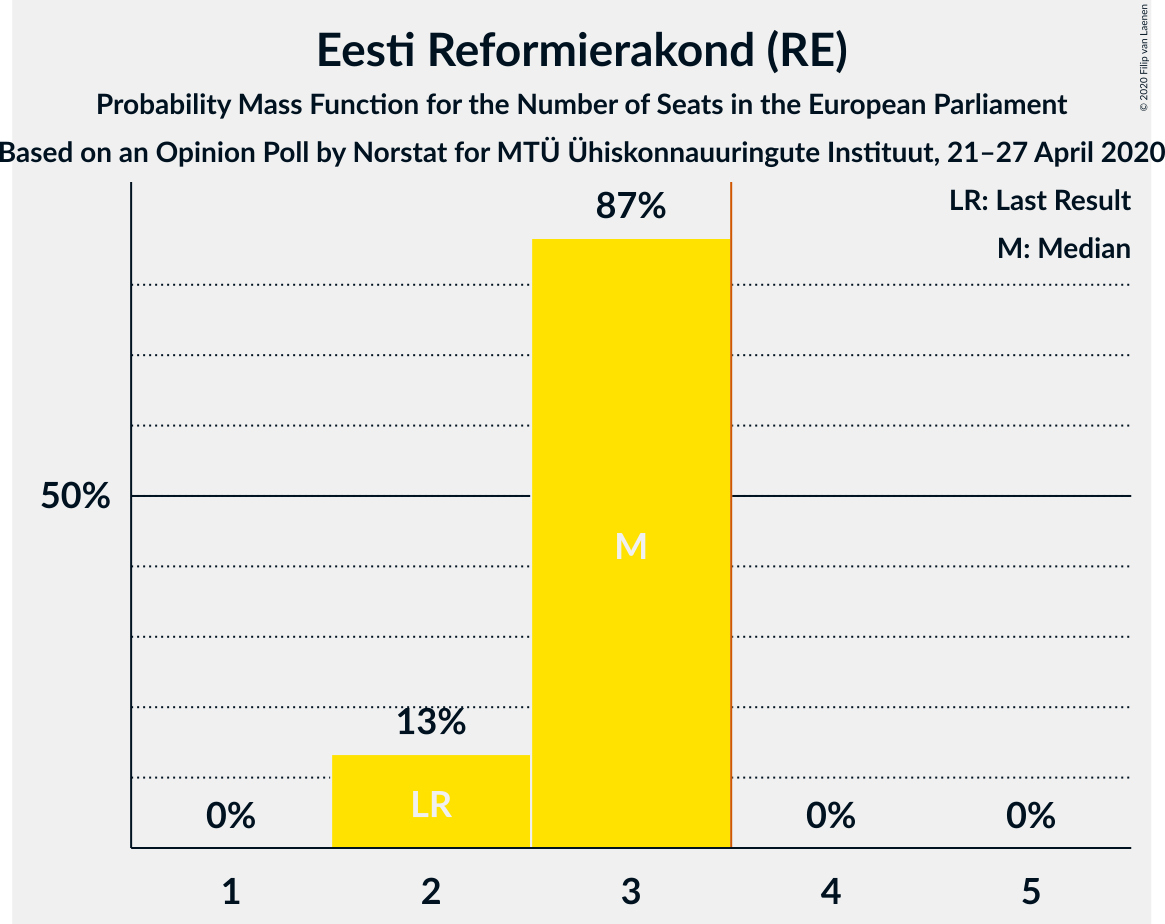 Eesti Reformierakond (RE)
Probability Mass Function for the Number of Seats in the European Parliament
Based on an Opinion Poll by Norstat for MTÜ Ühiskonnauuringute Instituut, 21–27 April 2020
© 2020 Filip van Laenen
LR: Last Result
M: Median
87%
50%
M
13%
LR
0%
0%
0%
1
2
3
4
5